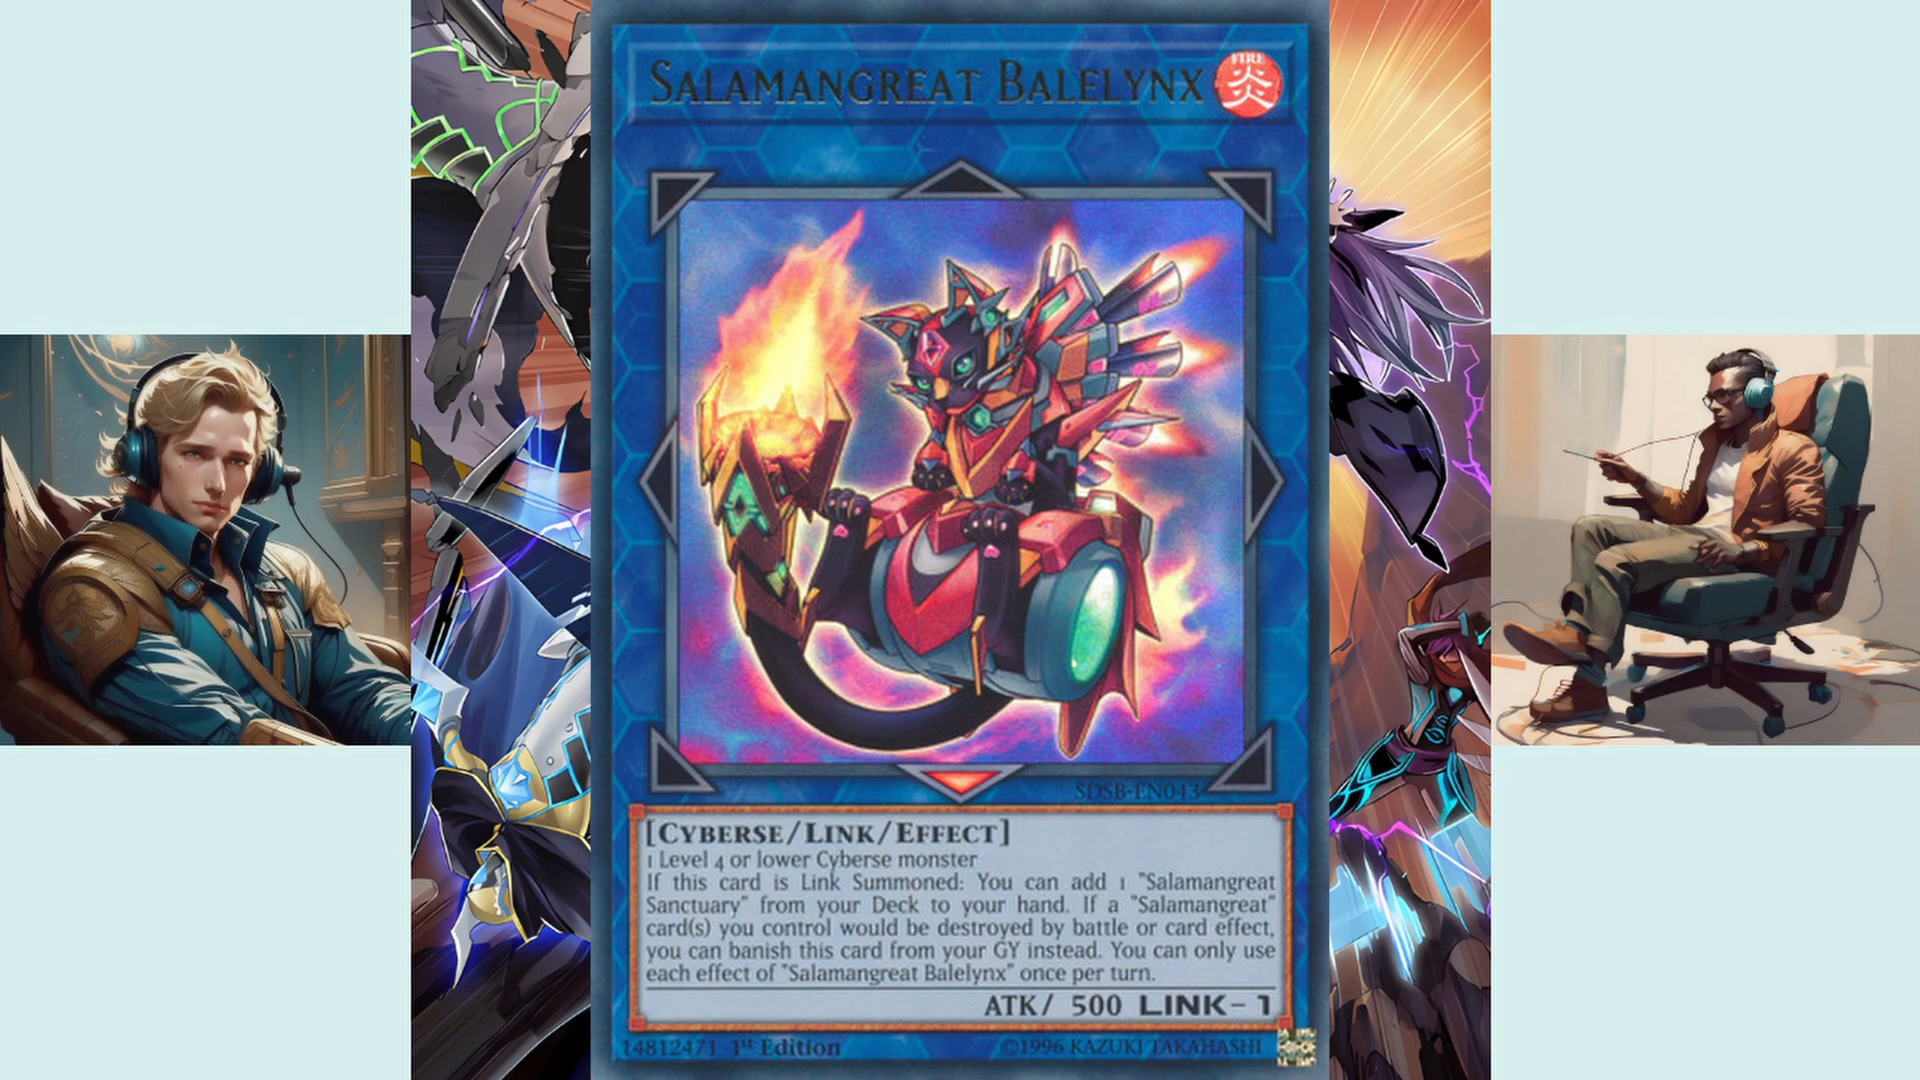 SALAMANGREAT BALELYNX
FIRE
炎
SDSB-EN043
[CYBERSE/LINK/EFFECT]
1 Level 4 or lower Cyberse monster
If this card is Link Summoned: You can add 1 "Salamangreat
Sanctuary" from your Deck to your hand. If a "Salamangreat"
card(s) you control would be destroyed by battle or card effect,
you can banish this card from your GY instead. You can only use
each effect of "Salamangreat Balelynx" once per turn.
ATK/ 500 LINK-1
14812471 1st Edition
©1996 KAZUKI TAKAHASHI